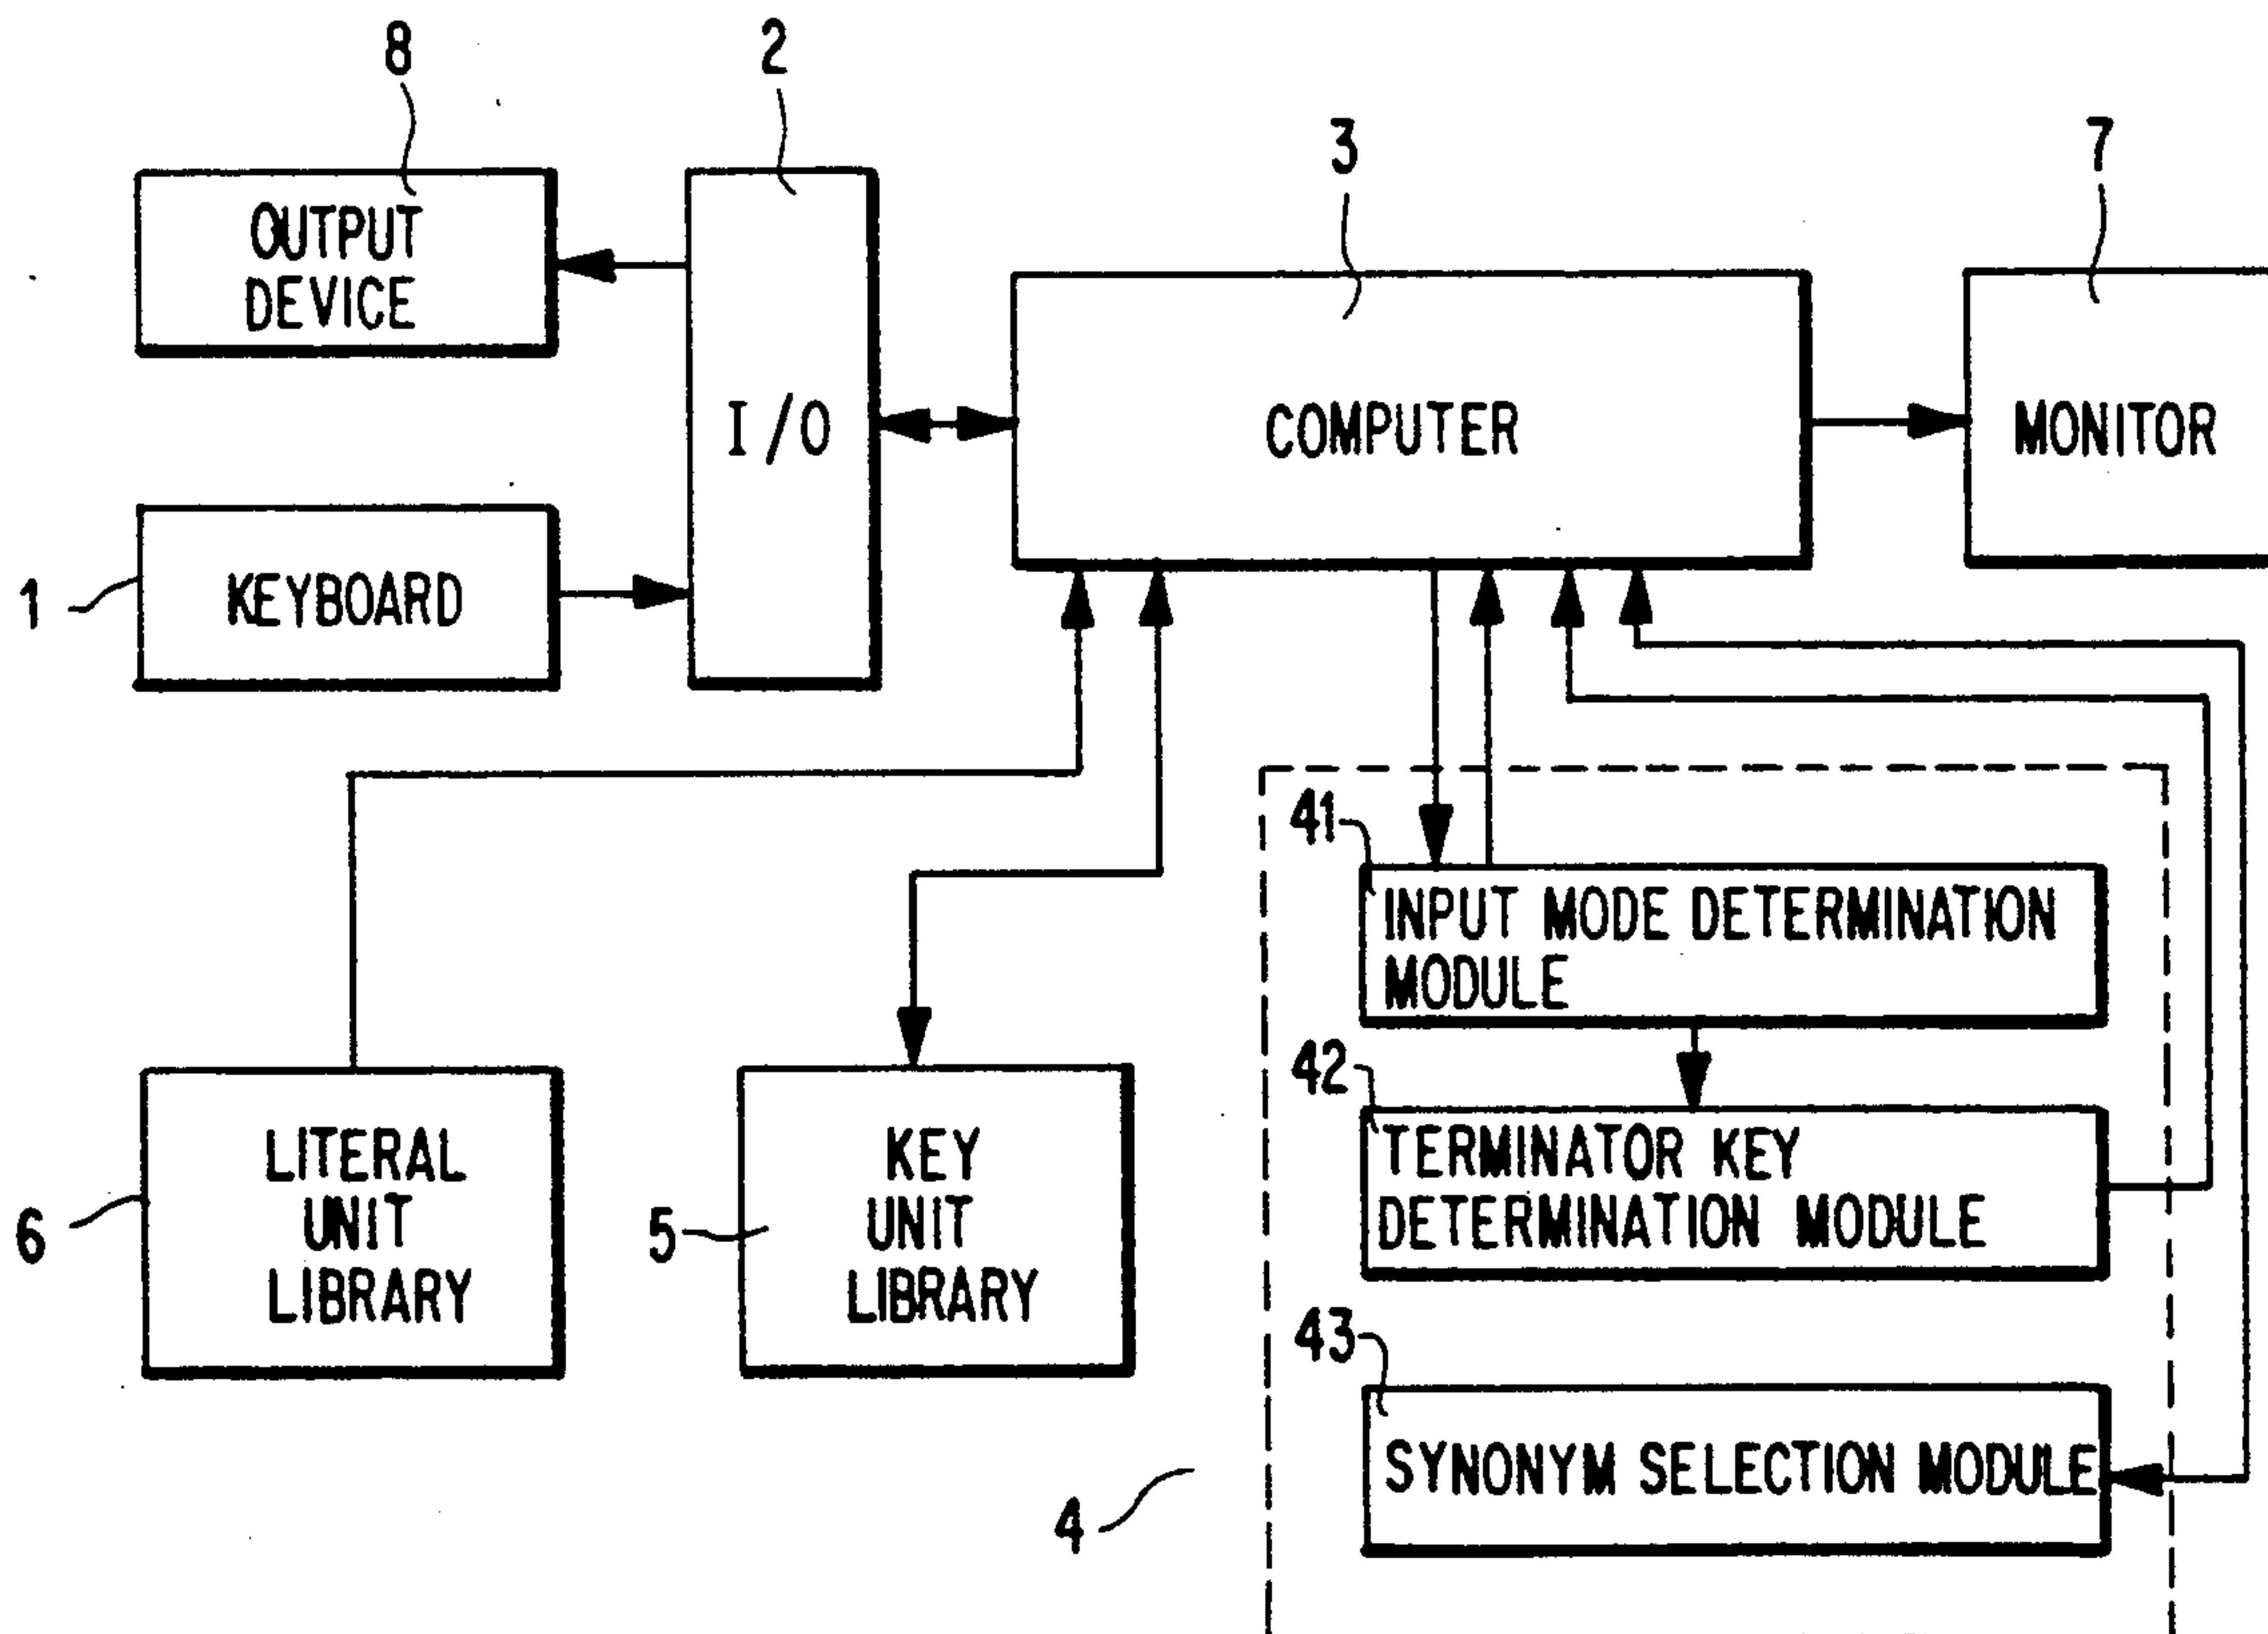 8
2
3
7
OUTPUT
DEVICE
I/O
COMPUTER
MONITOR
1
KEYBOARD
41
INPUT MODE DETERMINATION
MODULE
42
TERMINATOR KEY
DETERMINATION MODULE
6
LITERAL
UNIT
LIBRARY
5
KEY
UNIT
LIBRARY
43
SYNONYM SELECTION MODULE
4